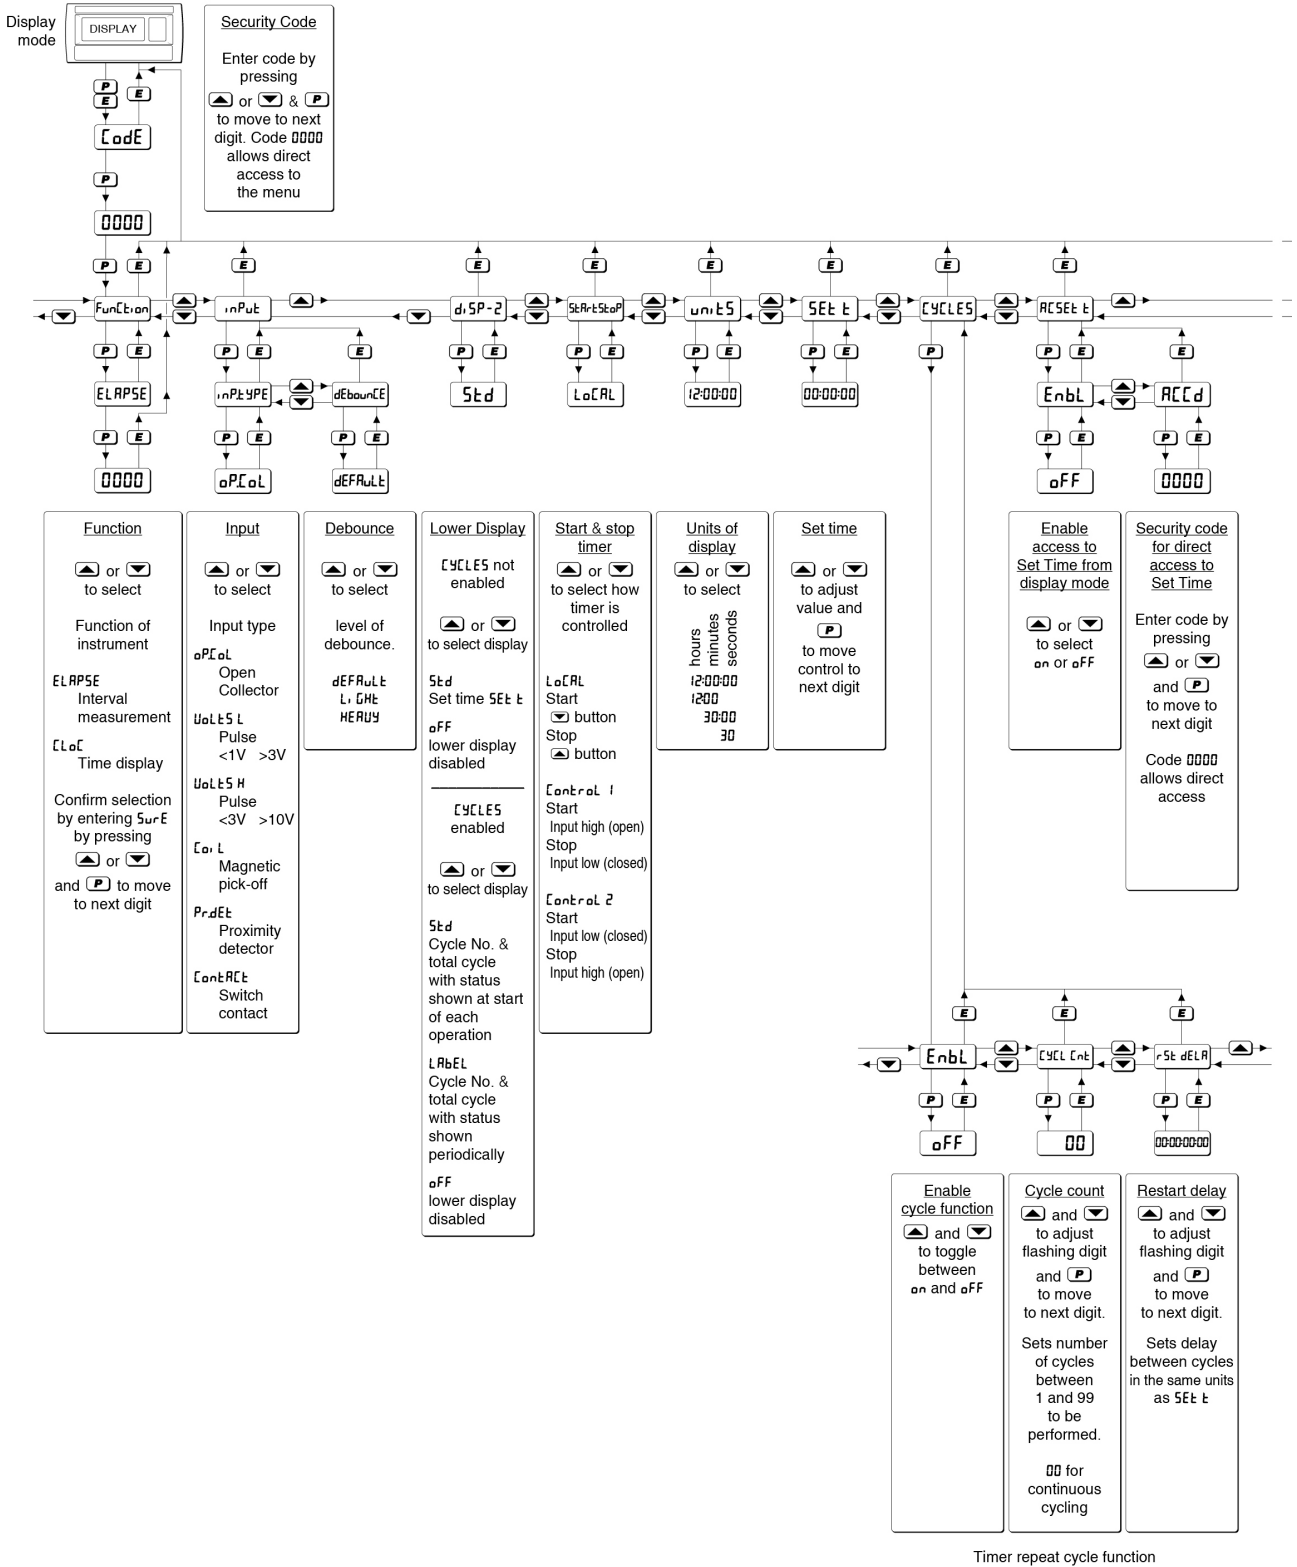 Display
mode
DISPLAY
P
E
E
CodE
P
0000
Security Code
Enter code by
pressing
or & P
to move to next
digit. Code 0000
allows direct
access to
the menu
P E E E E E E E E
FunCtion inPut diSP-2 StArtStoP unitS SEt t CYCLES ACSEt t
P E P E E P E P E P E P E P P E E
ELAPSE inP.tYPE dEbounCE Std LoCAL 12:00:00 00:00:00 EnbL ACCd
P E P E P E P E P E
0000 oP.CoL dEFAuLt oFF 0000
Function
or
to select
Function of
instrument
ELAPSE
Interval
measurement
CLoC
Time display
Confirm selection
by entering SurE
by pressing
or
and P to move
to next digit
Input
or
to select
Input type
oP.CoL
Open
Collector
VoLtS L
Pulse
<1V >3V
VoLtS H
Pulse
<3V >10V
CoiL
Magnetic
pick-off
Pr.dEt
Proximity
detector
ContACt
Switch
contact
Debounce
or
to select
level of
debounce.
dEFAuLt
LiGHt
HEAVY
Lower Display
CYCLES not
enabled
or
to select display
Std
Set time SEt t
oFF
lower display
disabled
CYCLES
enabled
or
to select display
Std
Cycle No. &
total cycle
with status
shown at start
of each
operation
LAbEL
Cycle No. &
total cycle
with status
shown
periodically
oFF
lower display
disabled
Start & stop
timer
or
to select how
timer is
controlled
LoCAL
Start
button
Stop
button
ControL 1
Start
Input high (open)
Stop
Input low (closed)
ControL 2
Start
Input low (closed)
Stop
Input high (open)
Units of
display
or
to select
hours
minutes
seconds
12:00:00
12:00
30:00
30
Set time
or
to adjust
value and
P
to move
control to
next digit
Enable
access to
Set Time from
display mode
or
to select
on or oFF
Security code
for direct
access to
Set Time
Enter code by
pressing
or
and P
to move to
next digit
Code 0000
allows direct
access
E E E
EnbL CYCL Cnt rSt dELA
P E P E P E
oFF 00 00:00:00:00
Enable
cycle function
and
to toggle
between
on and oFF
Cycle count
and
to adjust
flashing digit
and P
to move
to next digit.
Sets number
of cycles
between
1 and 99
to be
performed.
00 for
continuous
cycling
Restart delay
and
to adjust
flashing digit
and P
to move
to next digit.
Sets delay
between cycles
in the same units
as SEt t
Timer repeat cycle function